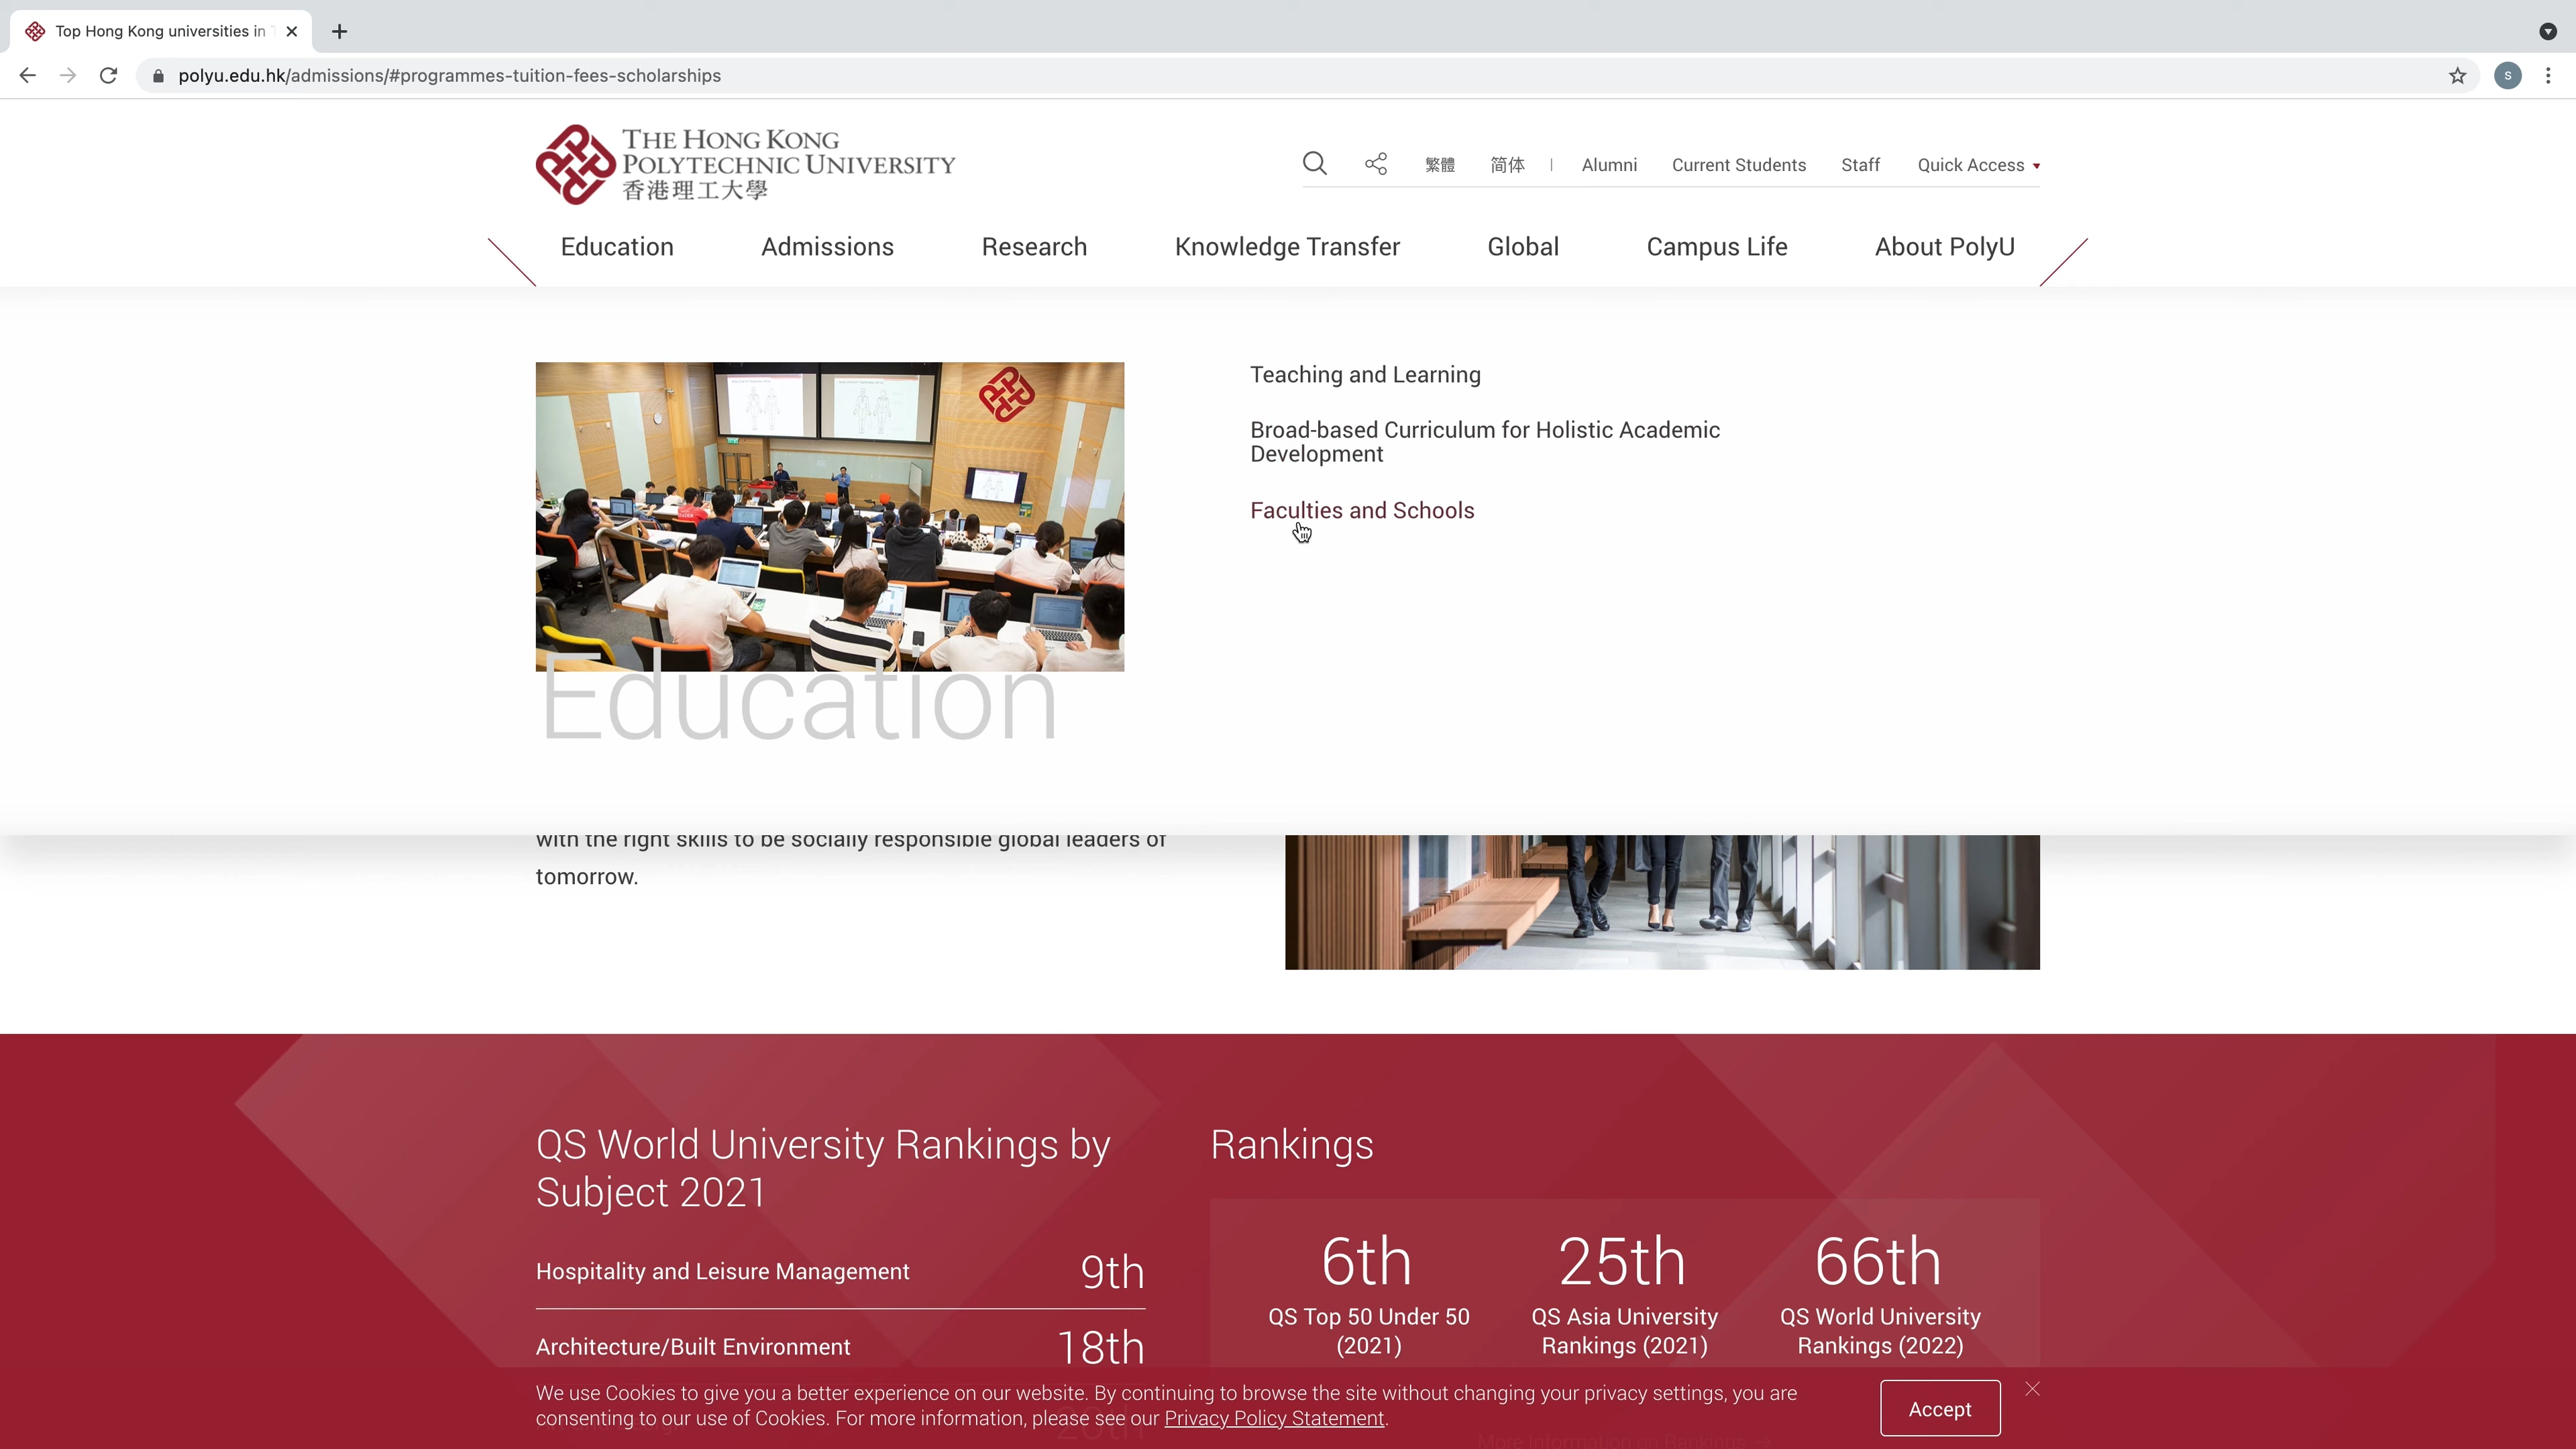 Top Hong Kong universities in
polyu.edu.hk/admissions/#programmes-tuition-fees-scholarships
S
THE HONG KONG
POLYTECHNIC UNIVERSITY
香港理工大學
繁體 简体 | Alumni Current Students Staff Quick Access
Education Admissions Research Knowledge Transfer Global Campus Life About PolyU
Teaching and Learning
Broad-based Curriculum for Holistic Academic
Development
Faculties and Schools
Education
with the right skills to be socially responsible global leaders of
tomorrow.
QS World University Rankings by
Subject 2021
Hospitality and Leisure Management 9th
Architecture/Built Environment 18th
Rankings
6th
QS Top 50 Under 50
(2021)
25th
QS Asia University
Rankings (2021)
66th
QS World University
Rankings (2022)
We use Cookies to give you a better experience on our website. By continuing to browse the site without changing your privacy settings, you are
consenting to our use of Cookies. For more information, please see our Privacy Policy Statement.
Accept
More Information on Rankings